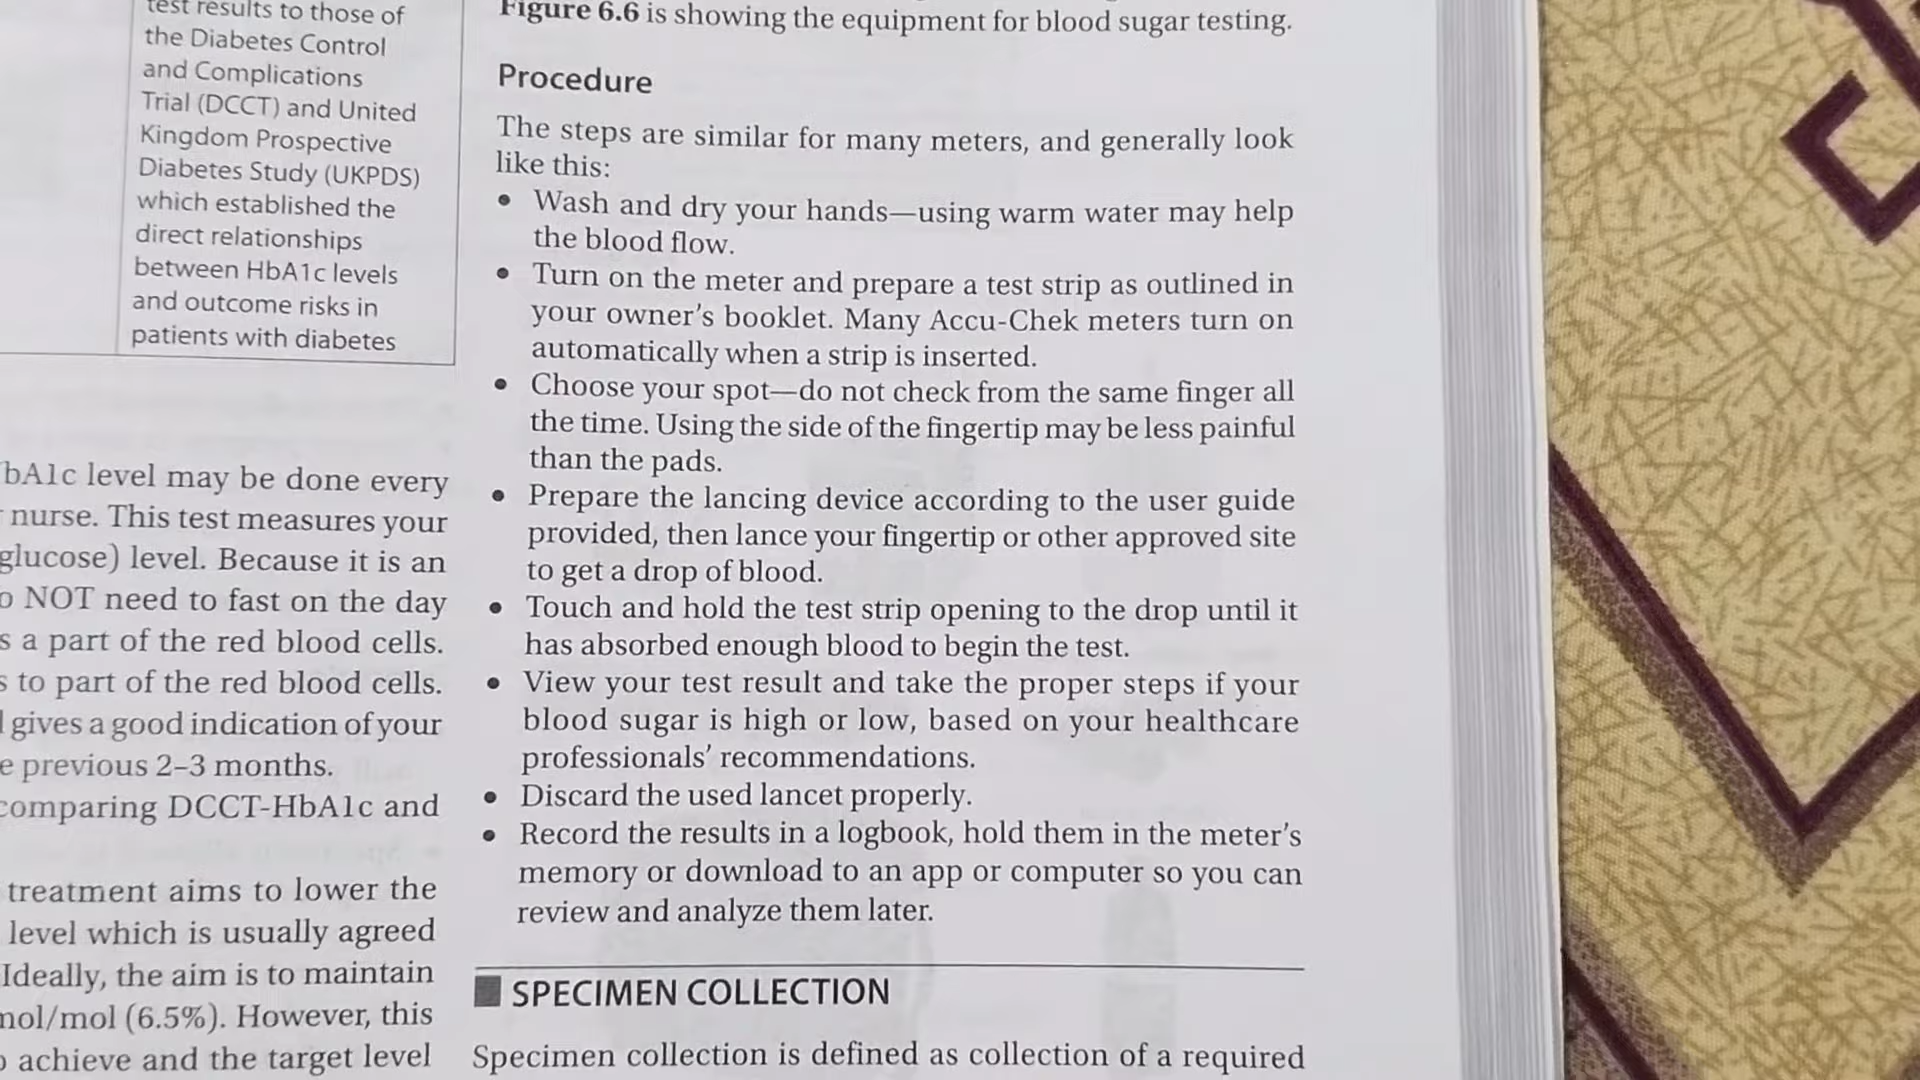 test results to those of
the Diabetes Control
and Complications
Trial (DCCT) and United
Kingdom Prospective
Diabetes Study (UKPDS)
which established the
direct relationships
between HbA1c levels
and outcome risks in
patients with diabetes
bA1c level may be done every
nurse. This test measures your
glucose) level. Because it is an
NOT need to fast on the day
s a part of the red blood cells.
s to part of the red blood cells.
gives a good indication of your
e previous 2–3 months.
comparing DCCT-HbA1c and
treatment aims to lower the
level which is usually agreed
Ideally, the aim is to maintain
mol/mol (6.5%). However, this
achieve and the target level
Figure 6.6 is showing the equipment for blood sugar testing.
Procedure
The steps are similar for many meters, and generally look
like this:
• Wash and dry your hands—using warm water may help
the blood flow.
• Turn on the meter and prepare a test strip as outlined in
your owner's booklet. Many Accu-Chek meters turn on
automatically when a strip is inserted.
• Choose your spot—do not check from the same finger all
the time. Using the side of the fingertip may be less painful
than the pads.
• Prepare the lancing device according to the user guide
provided, then lance your fingertip or other approved site
to get a drop of blood.
• Touch and hold the test strip opening to the drop until it
has absorbed enough blood to begin the test.
• View your test result and take the proper steps if your
blood sugar is high or low, based on your healthcare
professionals' recommendations.
• Discard the used lancet properly.
• Record the results in a logbook, hold them in the meter's
memory or download to an app or computer so you can
review and analyze them later.
SPECIMEN COLLECTION
Specimen collection is defined as collection of a required